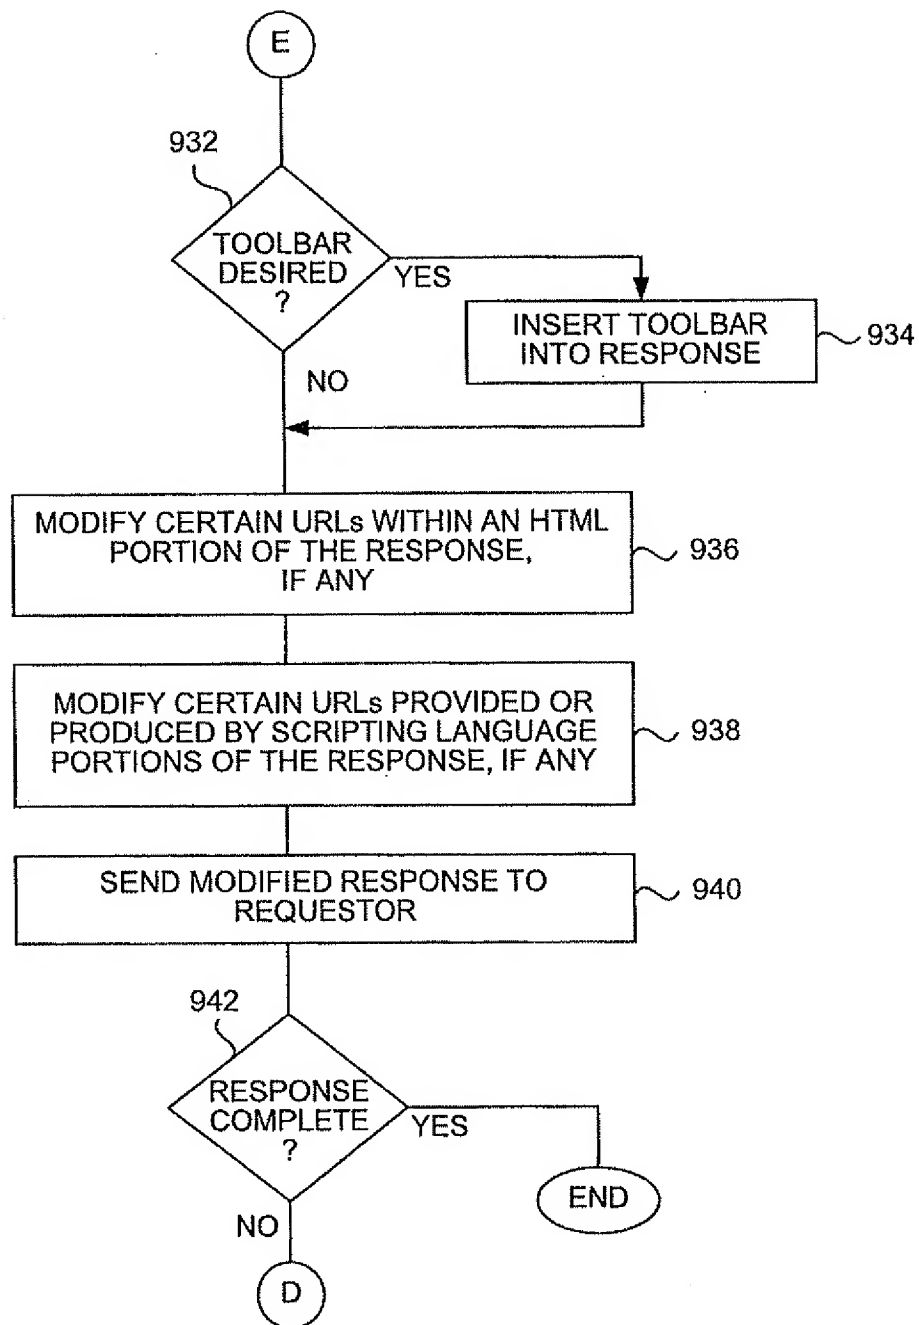 E
932
TOOLBAR
DESIRED
?
YES
INSERT TOOLBAR
INTO RESPONSE
934
NO
MODIFY CERTAIN URLs WITHIN AN HTML
PORTION OF THE RESPONSE,
IF ANY
936
MODIFY CERTAIN URLs PROVIDED OR
PRODUCED BY SCRIPTING LANGUAGE
PORTIONS OF THE RESPONSE, IF ANY
938
SEND MODIFIED RESPONSE TO
REQUESTOR
940
942
RESPONSE
COMPLETE
?
YES
END
NO
D